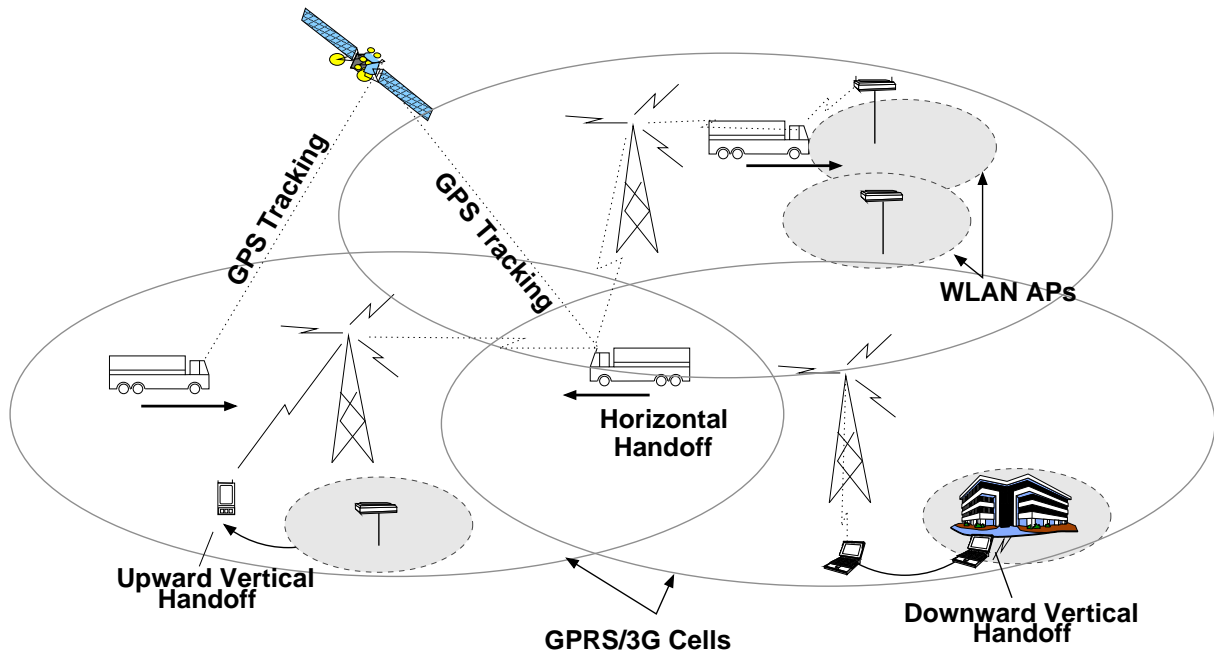 GPS Tracking
GPS Tracking
WLAN APs
Horizontal
Handoff
Upward Vertical
Handoff
Downward Vertical
Handoff
GPRS/3G Cells